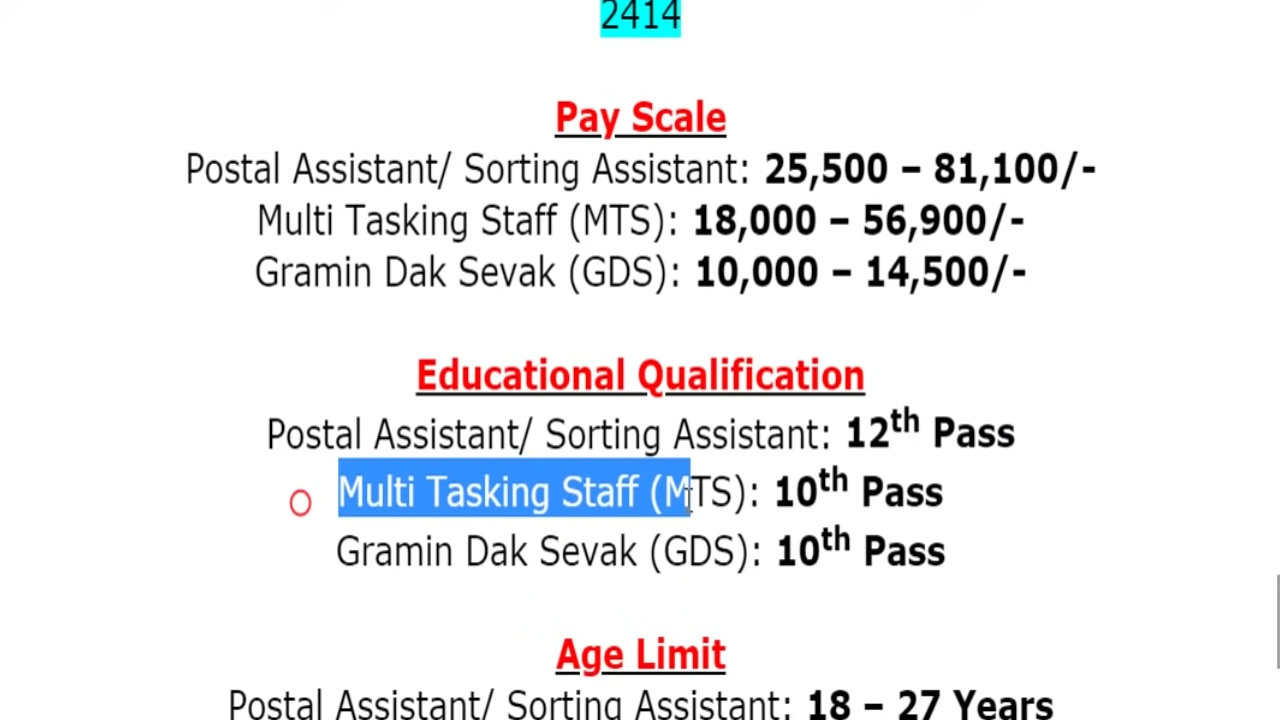 2414
Pay Scale
Postal Assistant/ Sorting Assistant: 25,500 – 81,100/-
Multi Tasking Staff (MTS): 18,000 – 56,900/-
Gramin Dak Sevak (GDS): 10,000 – 14,500/-
Educational Qualification
Postal Assistant/ Sorting Assistant: 12th Pass
Multi Tasking Staff (MTS): 10th Pass
Gramin Dak Sevak (GDS): 10th Pass
Age Limit
Postal Assistant/ Sorting Assistant: 18 – 27 Years